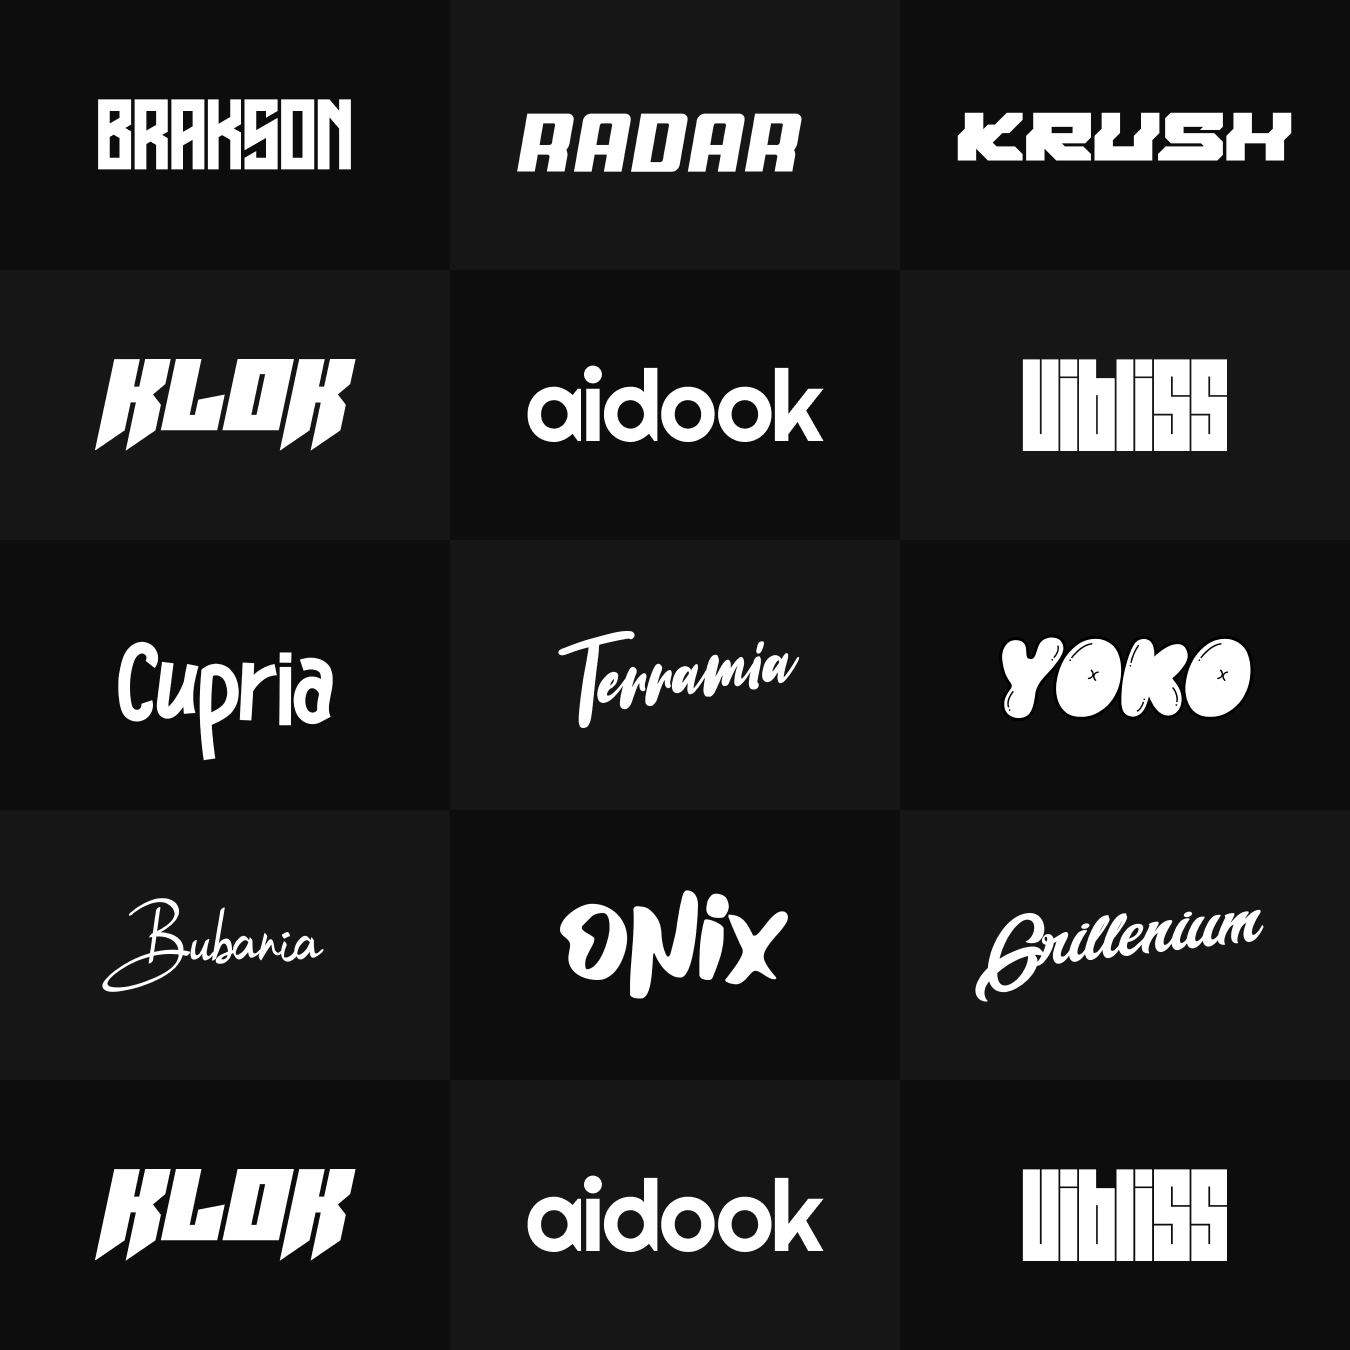 BRAKSON
RADAR
KRUSH
KLOK
aidook
Vibliss
Cupria
Terramia
YOKO
Bubania
ONiX
Grillenium
KLOK
aidook
Vibliss